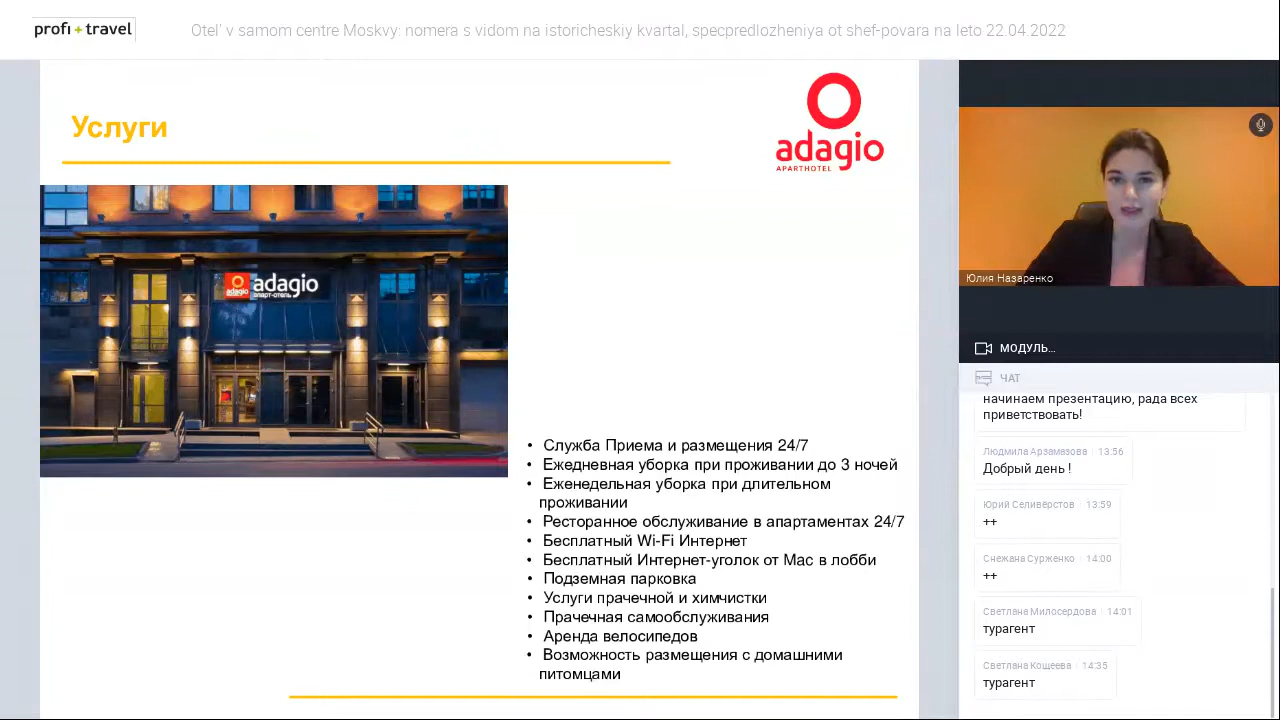 profi + travel
Otel' v samom centre Moskvy: nomera s vidom na istoricheskiy kvartal, specpredlozheniya ot shef-povara na leto 22.04.2022
Услуги
adagio
APARTHOTEL
adagio
adagio
апарт-отель
• Служба Приема и размещения 24/7
• Ежедневная уборка при проживании до 3 ночей
• Еженедельная уборка при длительном
проживании
• Ресторанное обслуживание в апартаментах 24/7
• Бесплатный Wi-Fi Интернет
• Бесплатный Интернет-уголок от Mac в лобби
• Подземная парковка
• Услуги прачечной и химчистки
• Прачечная самообслуживания
• Аренда велосипедов
• Возможность размещения с домашними
питомцами
Юлия Назаренко
МОДУЛЬ...
ЧАТ
начинаем презентацию, рада всех
приветствовать!
Людмила Арзамазова 13:56
Добрый день !
Юрий Селивёрстов 13:59
++
Снежана Сурженко 14:00
++
Светлана Милосердова 14:01
турагент
Светлана Кощеева 14:35
турагент